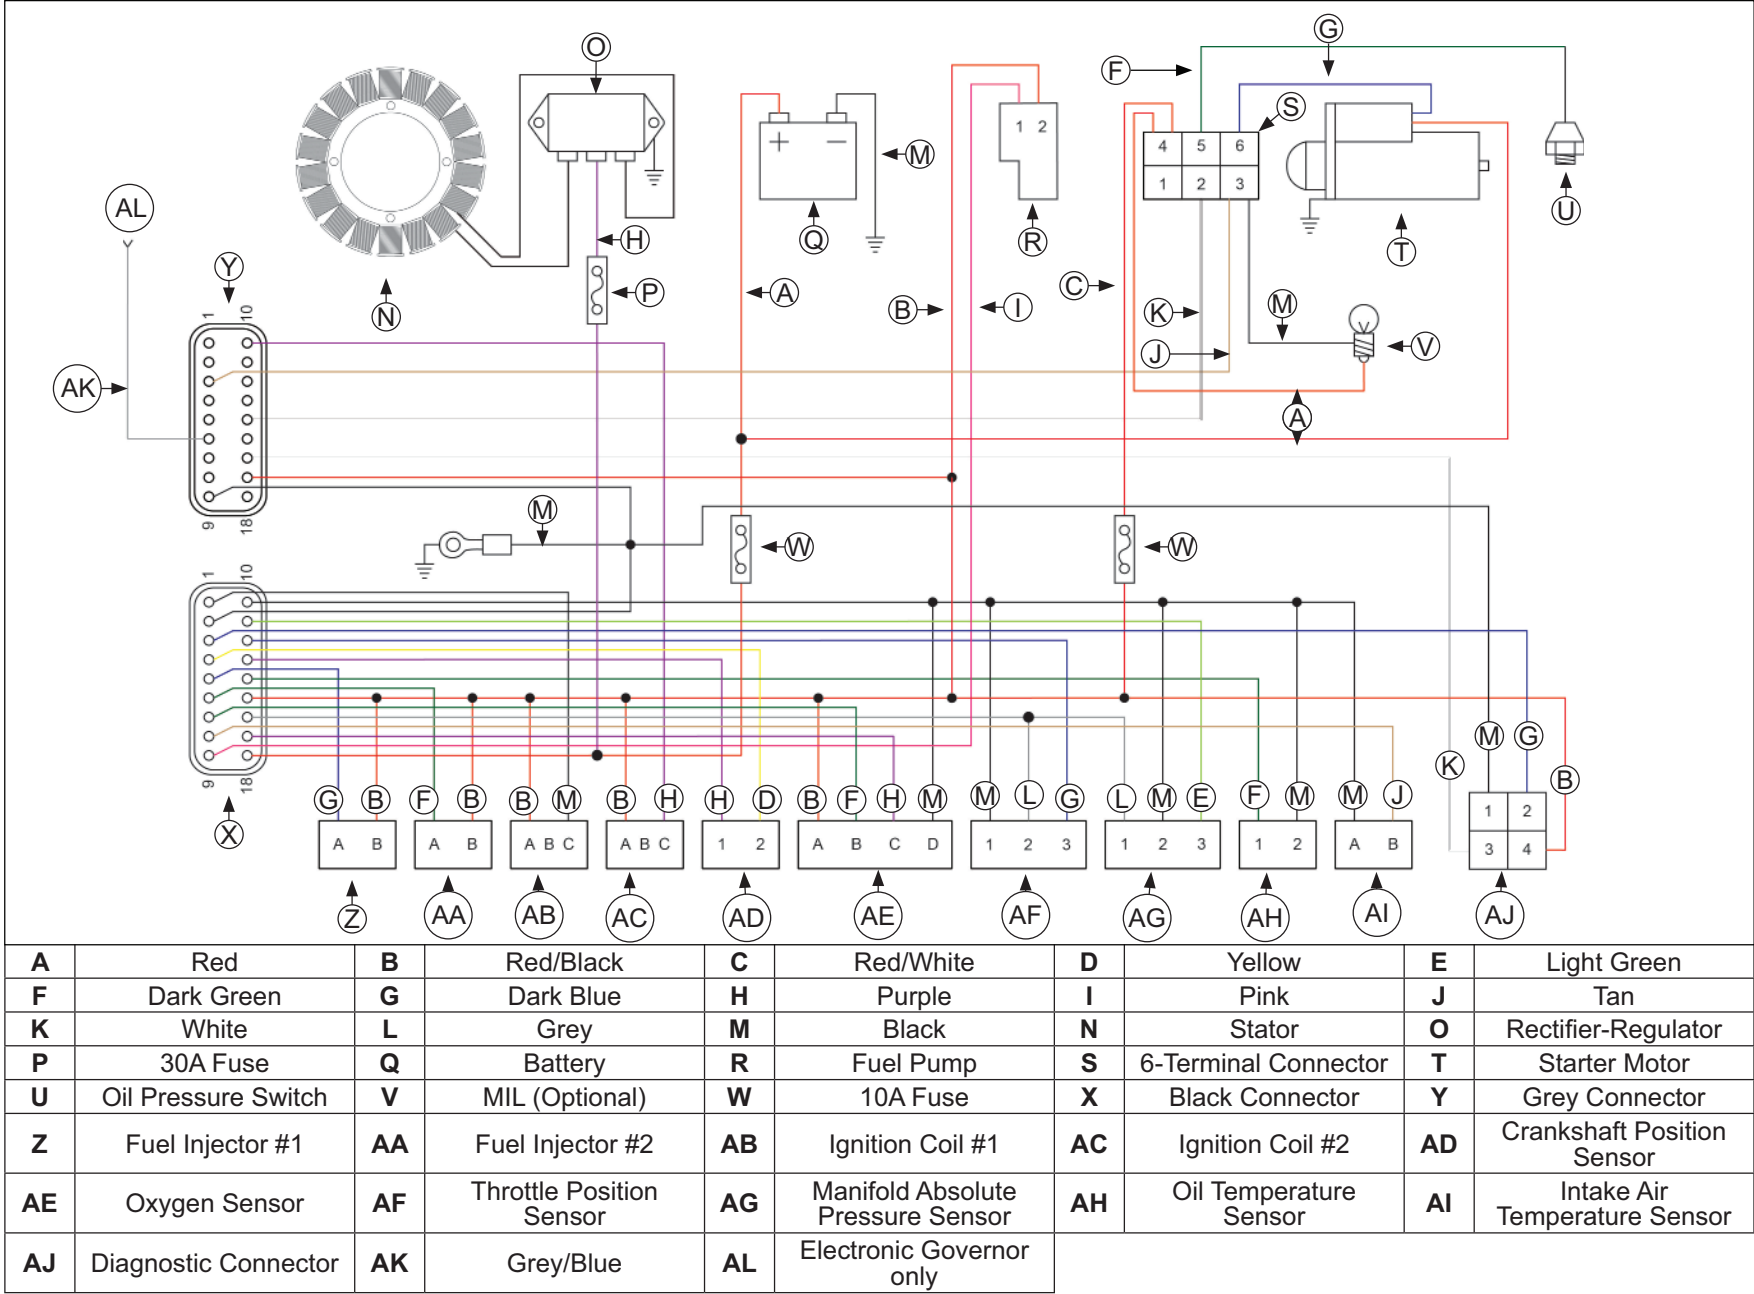 O
G
F
S
1 2
4 5 6
1 2 3
+ −
M
AL
U
Q
R
T
H
Y
N
P
A
C
B
I
K
M
J
V
1 10
AK
A
9 18
M
W
W
1 10
9 18
X
M G
K
B
G B F B B M B H H D B F H M M L G L M E F M M J
1 2
3 4
A B
A B
A B C
A B C
1 2
A B C D
1 2 3
1 2 3
1 2
A B
Z AA AB AC AD AE AF AG AH AI AJ
A Red B Red/Black C Red/White D Yellow E Light Green
F Dark Green G Dark Blue H Purple I Pink J Tan
K White L Grey M Black N Stator O Rectifier-Regulator
P 30A Fuse Q Battery R Fuel Pump S 6-Terminal Connector T Starter Motor
U Oil Pressure Switch V MIL (Optional) W 10A Fuse X Black Connector Y Grey Connector
Z Fuel Injector #1 AA Fuel Injector #2 AB Ignition Coil #1 AC Ignition Coil #2 AD Crankshaft Position
Sensor
AE Oxygen Sensor AF Throttle Position
Sensor
AG Manifold Absolute
Pressure Sensor
AH Oil Temperature
Sensor
AI Intake Air
Temperature Sensor
AJ Diagnostic Connector AK Grey/Blue AL Electronic Governor
only